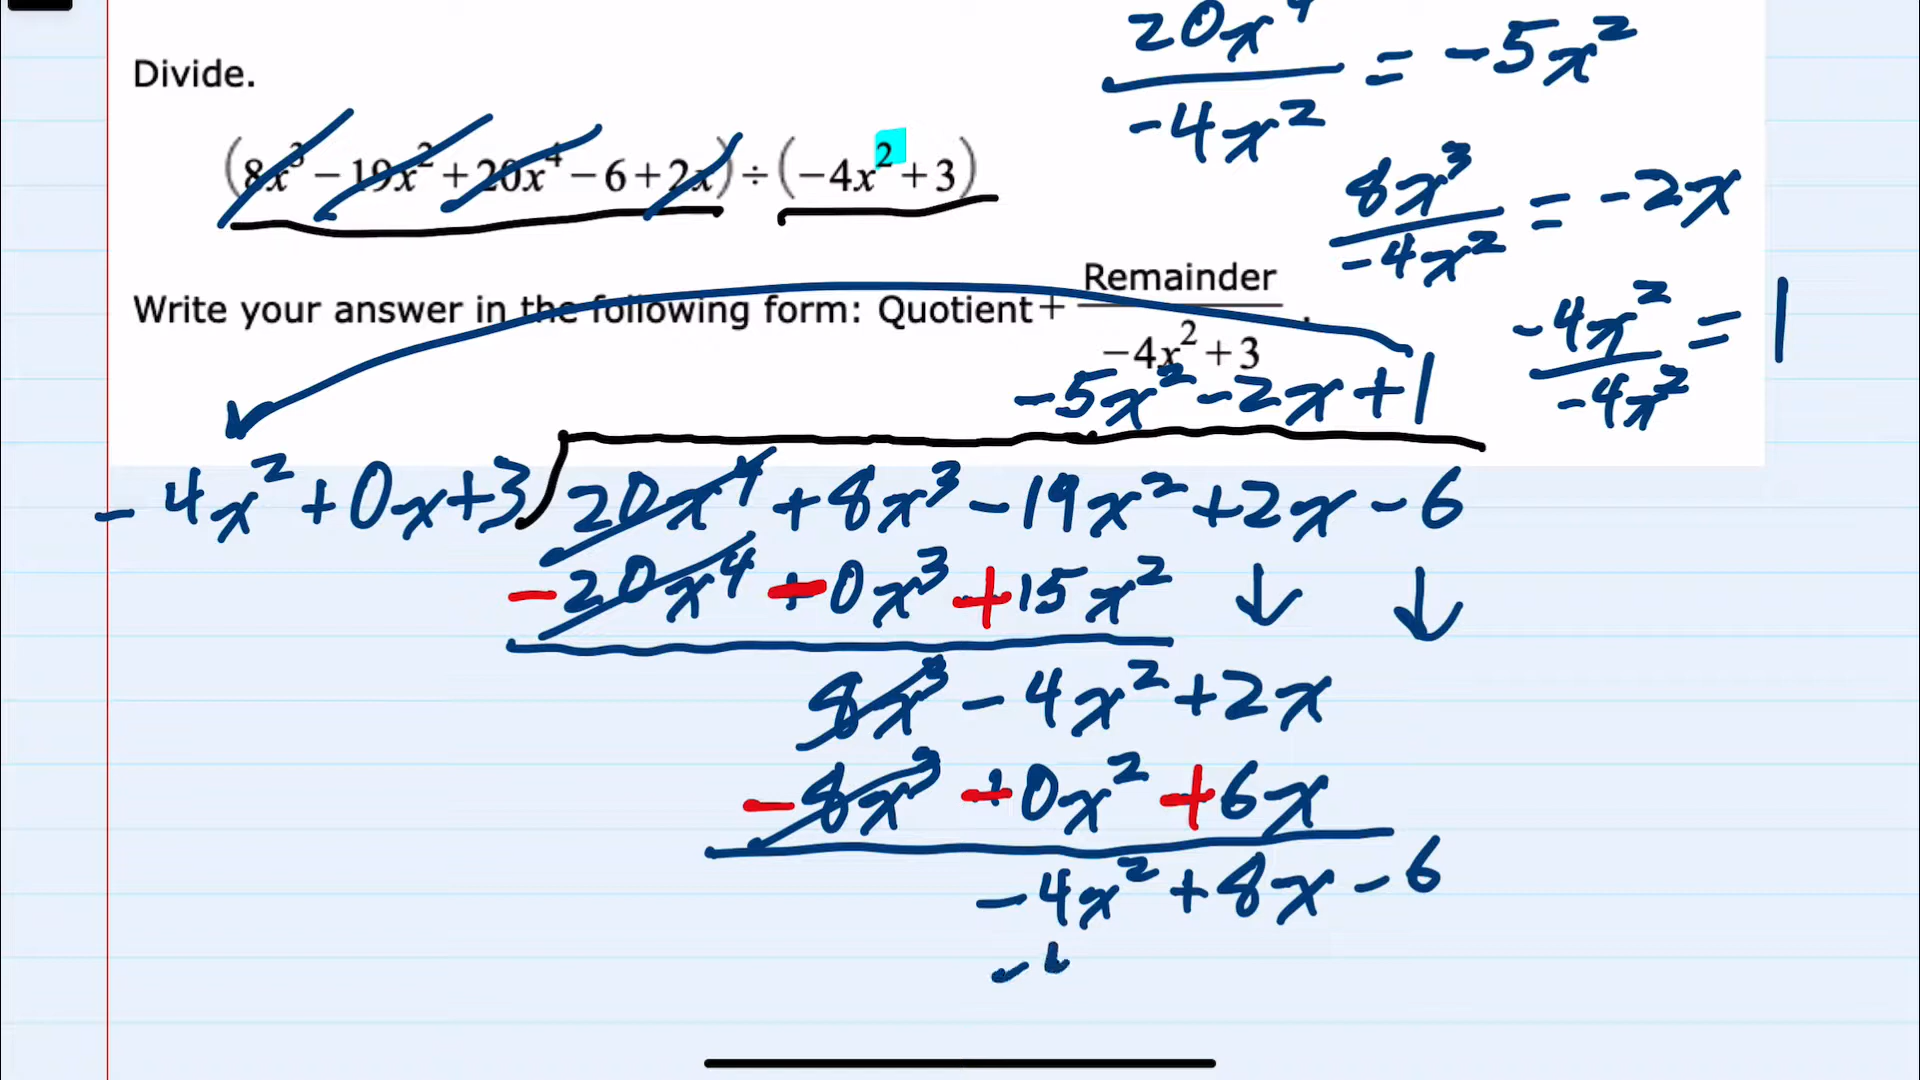 Divide.
(8x³ − 19x² + 20x⁴ − 6 + 2x) ÷ (−4x² + 3)
Write your answer in the following form: Quotient + Remainder / −4x² + 3 .
20x⁴ / −4x² = −5x²
8x³ / −4x² = −2x
−4x² / −4x² = 1
−5x² − 2x + 1
−4x² + 0x + 3 ) 20x⁴ + 8x³ − 19x² + 2x − 6
− 20x⁴ − 0x³ + 15x² ↓ ↓
8x³ − 4x² + 2x
− 8x³ − 0x² + 6x
−4x² + 8x − 6
−